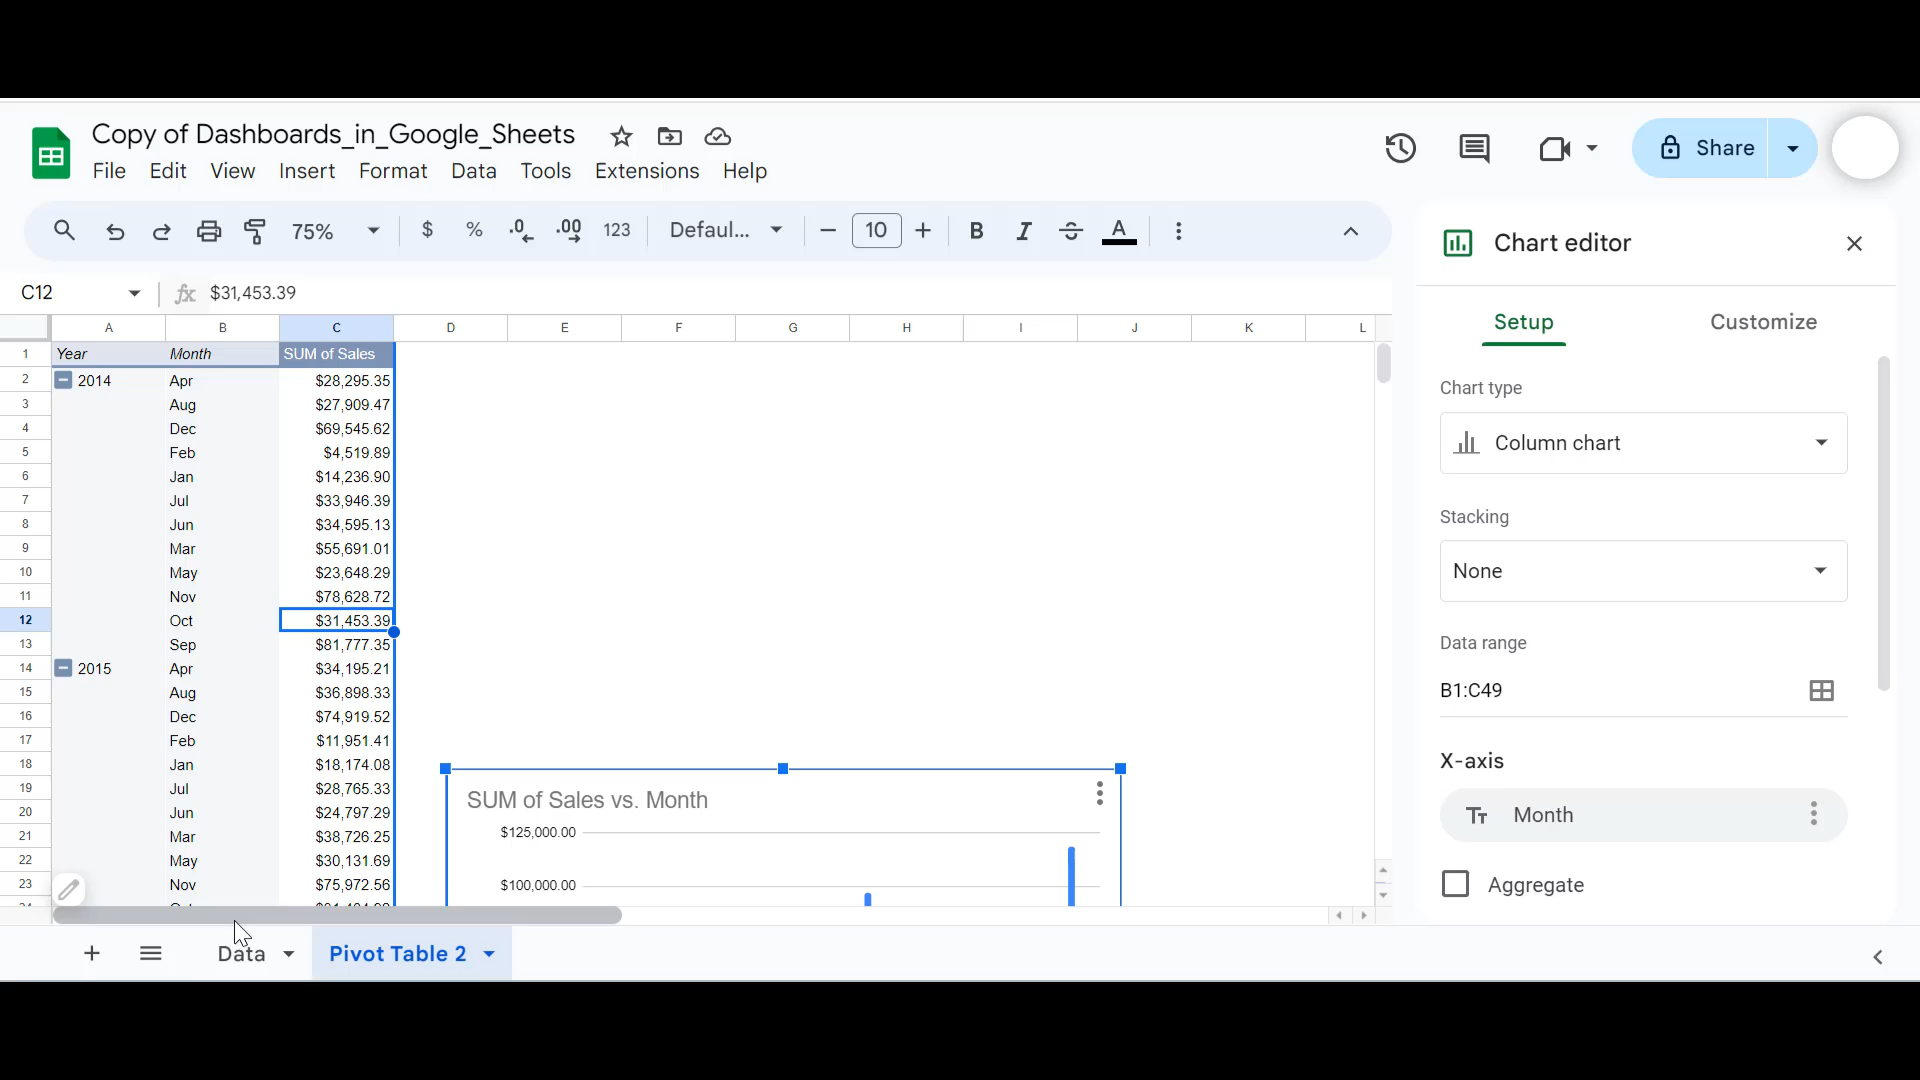 Copy of Dashboards_in_Google_Sheets
File Edit View Insert Format Data Tools Extensions Help
Share
75% $ % .0 .00 123 Defaul... 10 B I S A
C12 fx $31,453.39
A B C D E F G H I J K L
1 Year Month SUM of Sales
2 2014 Apr $28,295.35
3 Aug $27,909.47
4 Dec $69,545.62
5 Feb $4,519.89
6 Jan $14,236.90
7 Jul $33,946.39
8 Jun $34,595.13
9 Mar $55,691.01
10 May $23,648.29
11 Nov $78,628.72
12 Oct $31,453.39
13 Sep $81,777.35
14 2015 Apr $34,195.21
15 Aug $36,898.33
16 Dec $74,919.52
17 Feb $11,951.41
18 Jan $18,174.08
19 Jul $28,765.33
20 Jun $24,797.29
21 Mar $38,726.25
22 May $30,131.69
23 Nov $75,972.56
SUM of Sales vs. Month
$125,000.00
$100,000.00
Data Pivot Table 2
Chart editor
Setup Customize
Chart type
Column chart
Stacking
None
Data range
B1:C49
X-axis
Tт Month
Aggregate